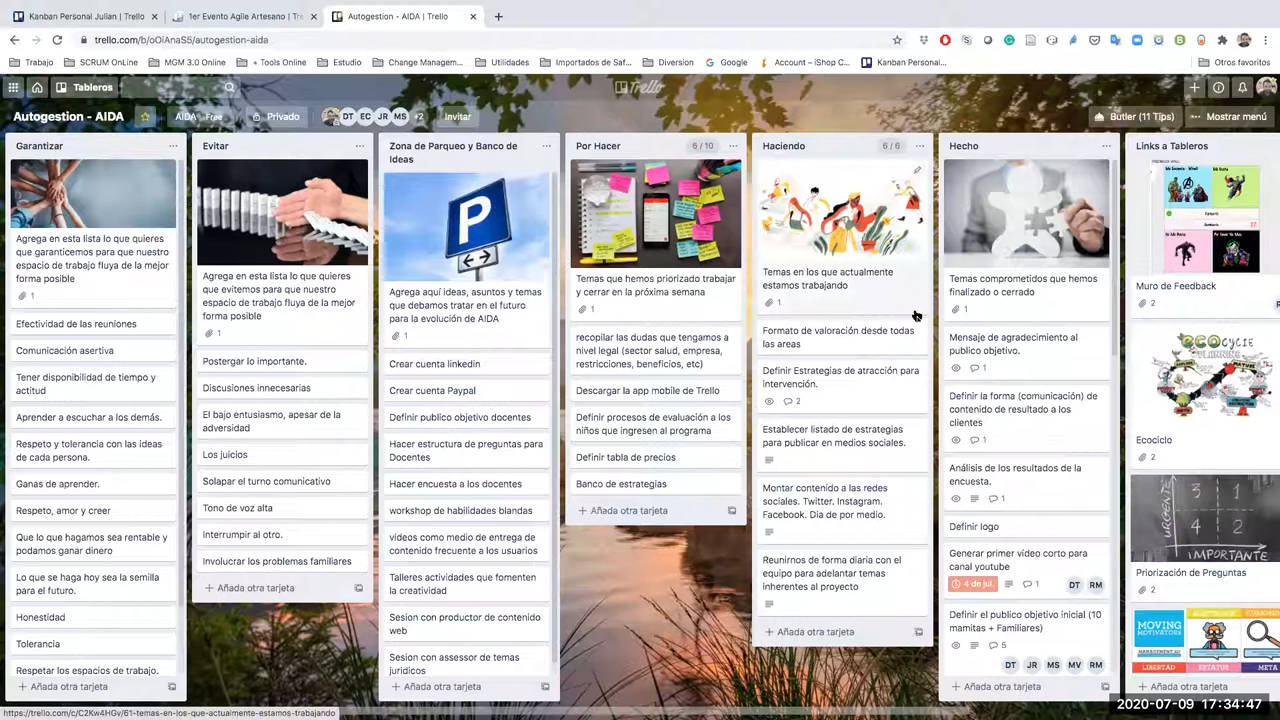 Kanban Personal Julian | Trello
1er Evento Agile Artesano | Tre
Autogestion - AIDA | Trello
trello.com/b/oOiAnaS5/autogestion-aida
Trabajo
SCRUM OnLine
MGM 3.0 Online
+ Tools Online
Estudio
Change Managem...
Utilidades
Importados de Saf...
Diversion
Google
Account – iShop C...
Kanban Personal...
Otros favoritos
Tableros
Trello
Autogestion - AIDA
AIDA Free
Privado
DT EC JR MS +2
Invitar
Butler (11 Tips)
Mostrar menú
Garantizar
Agrega en esta lista lo que quieres
que garanticemos para que nuestro
espacio de trabajo fluya de la mejor
forma posible
1
Efectividad de las reuniones
Comunicación asertiva
Tener disponibilidad de tiempo y
actitud
Aprender a escuchar a los demás.
Respeto y tolerancia con las ideas
de cada persona.
Ganas de aprender.
Respeto, amor y creer
Que lo que hagamos sea rentable y
podamos ganar dinero
Lo que se haga hoy sea la semilla
para el futuro.
Honestidad
Tolerancia
Respetar los espacios de trabajo.
+ Añada otra tarjeta
Evitar
Agrega en esta lista lo que quieres
que evitemos para que nuestro
espacio de trabajo fluya de la mejor
forma posible
1
Postergar lo importante.
Discusiones innecesarias
El bajo entusiasmo, apesar de la
adversidad
Los juicios
Solapar el turno comunicativo
Tono de voz alta
Interrumpir al otro.
Involucrar los problemas familiares
+ Añada otra tarjeta
Zona de Parqueo y Banco de
Ideas
P
Agrega aquí ideas, asuntos y temas
que debamos tratar en el futuro
para la evolución de AIDA
1
Crear cuenta linkedin
Crear cuenta Paypal
Definir publico objetivo docentes
Hacer estructura de preguntas para
Docentes
Hacer encuesta a los docentes
workshop de habilidades blandas
videos como medio de entrega de
contenido frecuente a los usuarios
Talleres actividades que fomenten
la creatividad
Sesion con productor de contenido
web
Sesion con assessor de temas
juridicos
+ Añada otra tarjeta
Por Hacer
6 / 10
Temas que hemos priorizado trabajar
y cerrar en la próxima semana
1
recopilar las dudas que tengamos a
nivel legal (sector salud, empresa,
restricciones, beneficios, etc)
Descargar la app mobile de Trello
Definir procesos de evaluación a los
niños que ingresen al programa
Definir tabla de precios
Banco de estrategias
+ Añada otra tarjeta
Haciendo
6 / 6
Temas en los que actualmente
estamos trabajando
1
Formato de valoración desde todas
las areas
Definir Estrategias de atracción para
intervención.
2
Establecer listado de estrategias
para publicar en medios sociales.
Montar contenido a las redes
sociales. Twitter. Instagram.
Facebook. Dia de por medio.
Reunirnos de forma diaria con el
equipo para adelantar temas
inherentes al proyecto
+ Añada otra tarjeta
Hecho
Temas comprometidos que hemos
finalizado o cerrado
1
Mensaje de agradecimiento al
publico objetivo.
1
Definir la forma (comunicación) de
contenido de resultado a los
clientes
1
Análisis de los resultados de la
encuesta.
1
Definir logo
Generar primer video corto para
canal youtube
4 de jul.
1
DT RM
Definir el publico objetivo inicial (10
mamitas + Familiares)
5
DT JR MS MV RM
+ Añada otra tarjeta
Links a Tableros
Muro de Feedback
2
ECOCYCLE
PLANNING
Ecociclo
2
URGENTE
3 1
4 2
IMPORTANTE
Priorización de Preguntas
2
MOVING
MOTIVATORS
LIBERTAD
ESTATUS
META
+ Añada otra tarjeta
https://trello.com/c/C2Kw4HGv/61-temas-en-los-que-actualmente-estamos-trabajando
2020-07-09 17:34:47